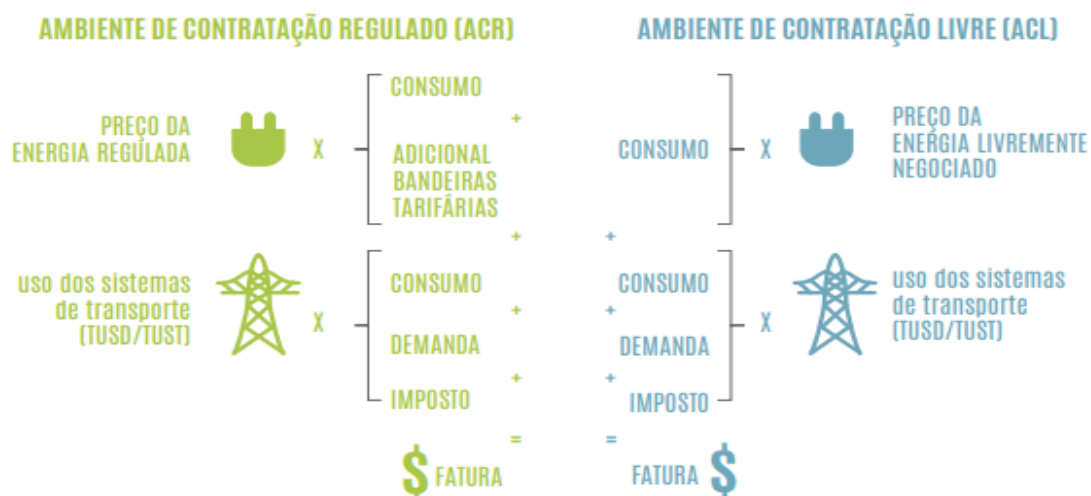 AMBIENTE DE CONTRATAÇÃO REGULADO (ACR)
PREÇO DA
ENERGIA REGULADA
X
CONSUMO
+
ADICIONAL
BANDEIRAS
TARIFÁRIAS
+
uso dos sistemas
de transporte
(TUSD/TUST)
X
CONSUMO
+
DEMANDA
+
IMPOSTO
=
$ FATURA
AMBIENTE DE CONTRATAÇÃO LIVRE (ACL)
CONSUMO
X
PREÇO DA
ENERGIA LIVREMENTE
NEGOCIADO
+
CONSUMO
+
DEMANDA
+
IMPOSTO
X
uso dos sistemas
de transporte
(TUSD/TUST)
=
FATURA $